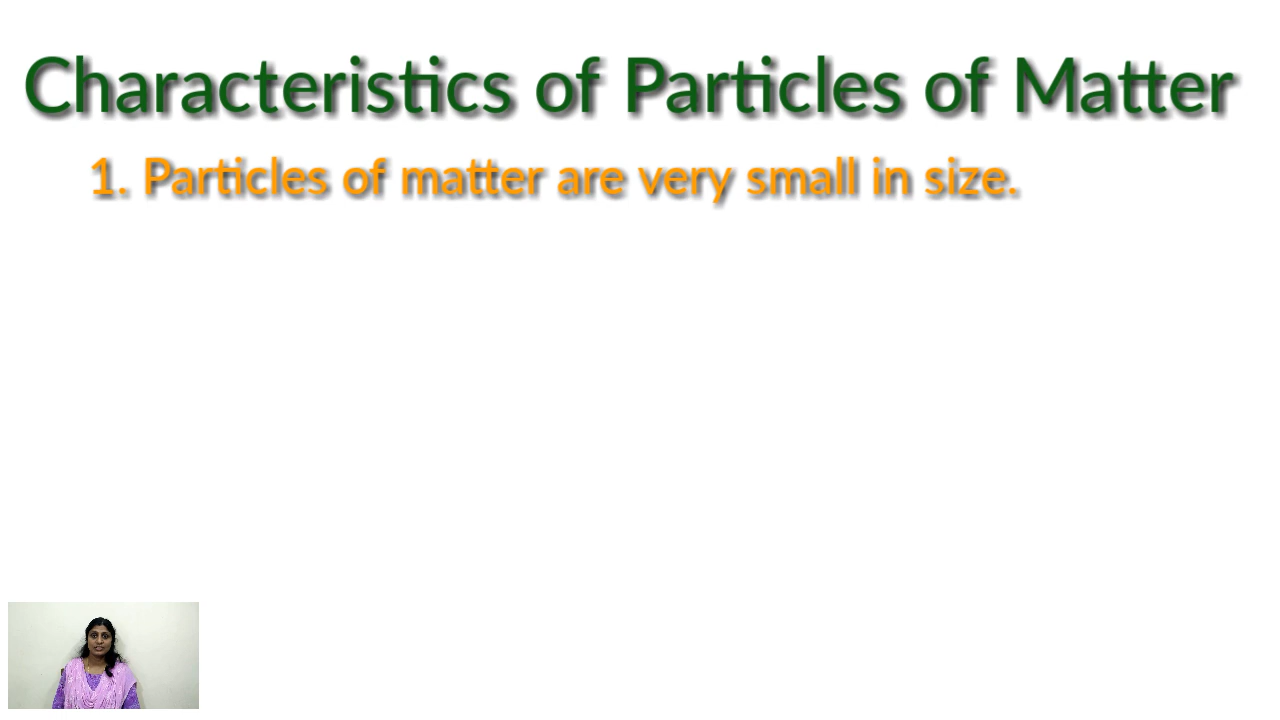 Characteristics of Particles of Matter
1. Particles of matter are very small in size.